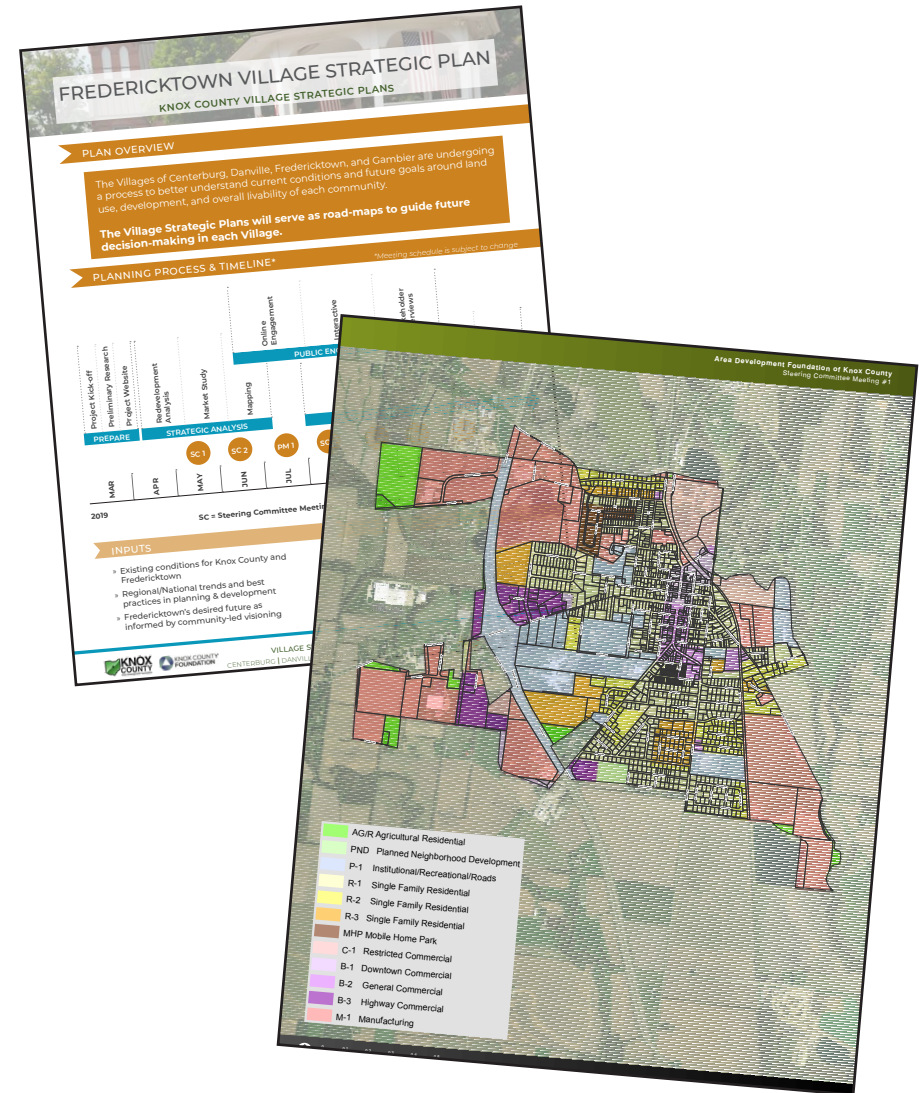 FREDERICKTOWN VILLAGE STRATEGIC PLAN
KNOX COUNTY VILLAGE STRATEGIC PLANS
PLAN OVERVIEW
The Villages of Centerburg, Danville, Fredericktown, and Gambier are undergoing
a process to better understand current conditions and future goals around land
use, development, and overall livability of each community.
The Village Strategic Plans will serve as road-maps to guide future
decision-making in each Village.
PLANNING PROCESS & TIMELINE*
*Meeting schedule is subject to change
Project Kick-off
Preliminary Research
Project Website
Redevelopment
Analysis
Market Study
Mapping
Online
Engagement
PREPARE
STRATEGIC ANALYSIS
SC 1
SC 2
PM 1
MAR
APR
MAY
JUN
JUL
2019
SC = Steering Committee
INPUTS
» Existing conditions for Knox County and
Fredericktown
» Regional/National trends and best
practices in planning & development
» Fredericktown's desired future as
informed by community-led visioning
KNOX
COUNTY
KNOX COUNTY
FOUNDATION
VILLAGE S
CENTERBURG | DANVILL
Area Development Foundation of Knox County
Steering Committee Meeting #1
AG/R Agricultural Residential
PND Planned Neighborhood Development
P-1 Institutional/Recreational/Roads
R-1 Single Family Residential
R-2 Single Family Residential
R-3 Single Family Residential
MHP Mobile Home Park
C-1 Restricted Commercial
B-1 Downtown Commercial
B-2 General Commercial
B-3 Highway Commercial
M-1 Manufacturing